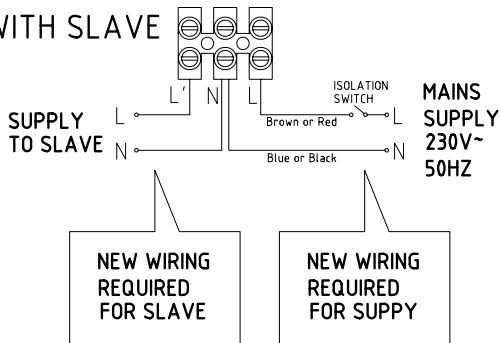 WITH SLAVE
L' N L
ISOLATION
SWITCH
SUPPLY
TO SLAVE
L
N
Brown or Red
Blue or Black
L
N
MAINS
SUPPLY
230V~
50HZ
NEW WIRING
REQUIRED
FOR SLAVE
NEW WIRING
REQUIRED
FOR SUPPY